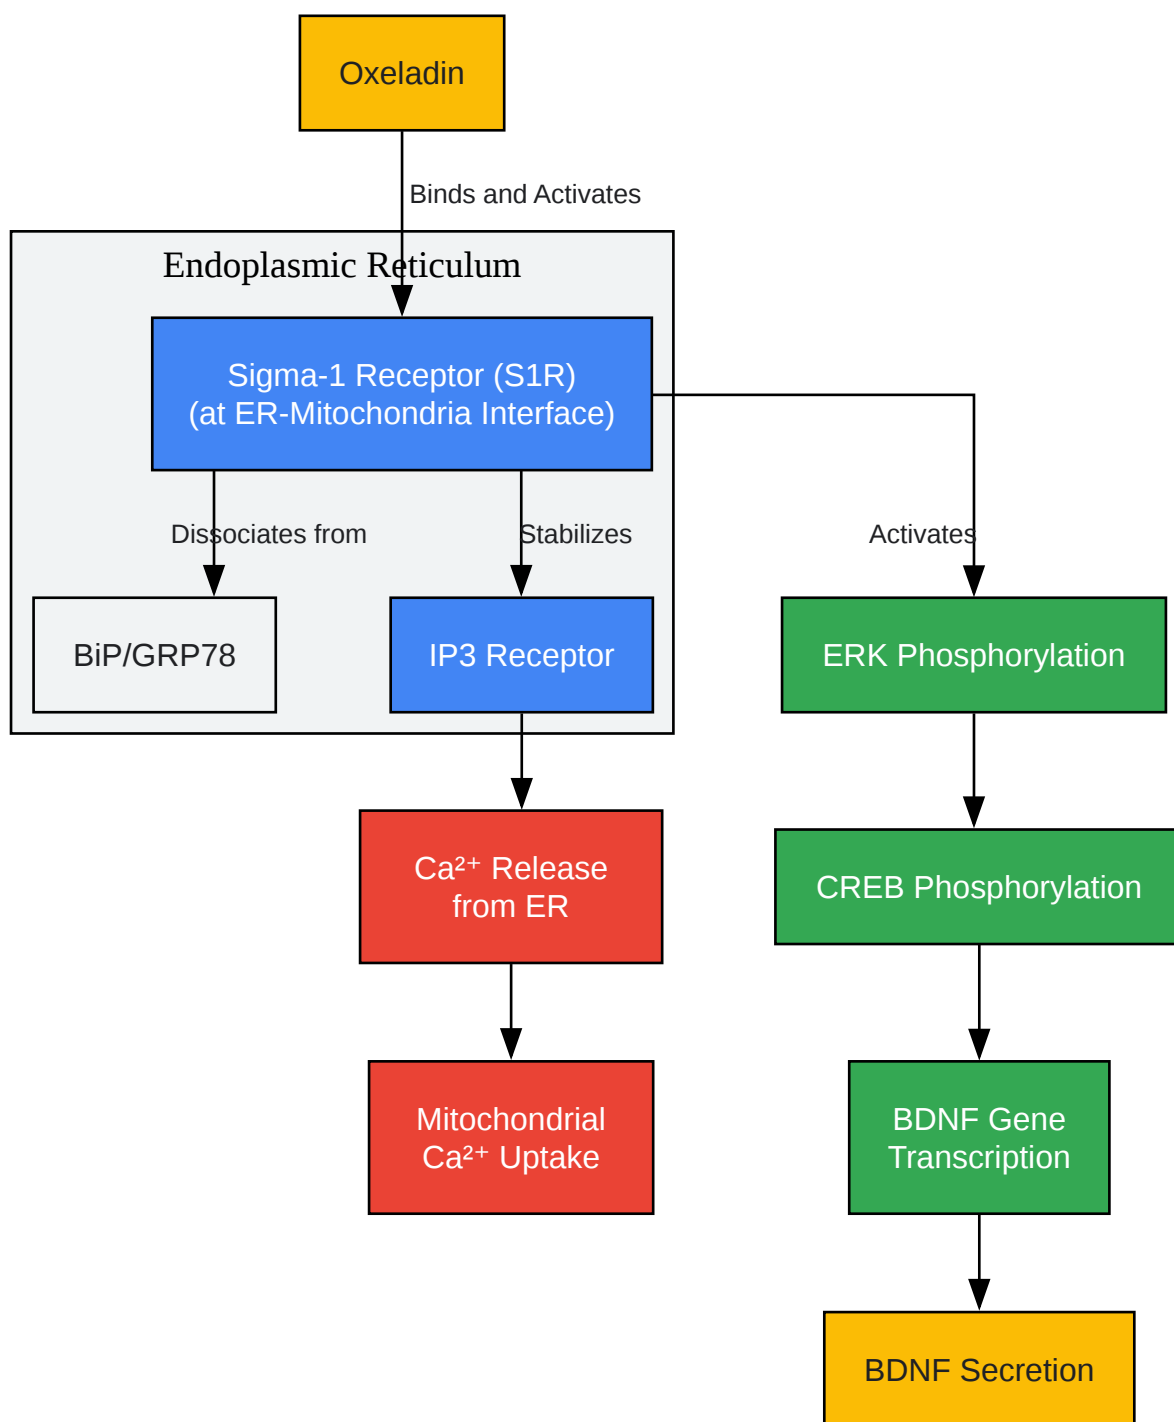 Oxeladin
Binds and Activates
Endoplasmic Reticulum
Sigma-1 Receptor (S1R)
(at ER-Mitochondria Interface)
Dissociates from
Stabilizes
Activates
BiP/GRP78
IP3 Receptor
ERK Phosphorylation
Ca²⁺ Release
from ER
CREB Phosphorylation
Mitochondrial
Ca²⁺ Uptake
BDNF Gene
Transcription
BDNF Secretion